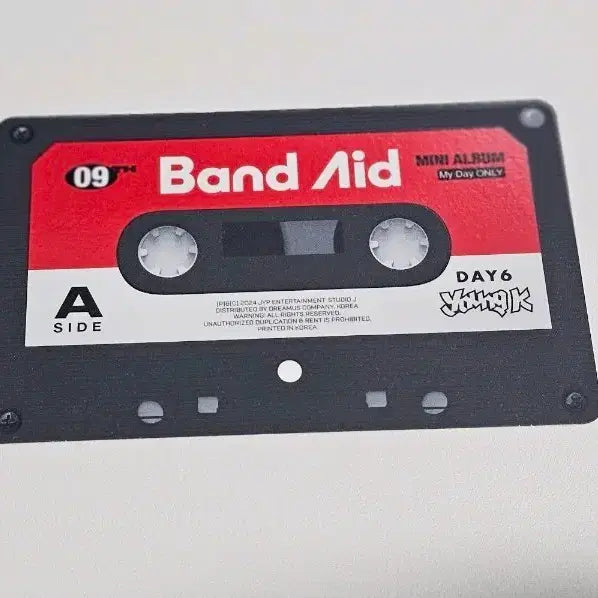 09TH
Band Aid
MINI ALBUM
My Day ONLY
A
SIDE
(P)&(C) 2024 JYP ENTERTAINMENT STUDIO J
DISTRIBUTED BY DREAMUS COMPANY, KOREA
WARNING: ALL RIGHTS RESERVED.
UNAUTHORIZED DUPLICATION & RENT IS PROHIBITED.
PRINTED IN KOREA
DAY6
Young K